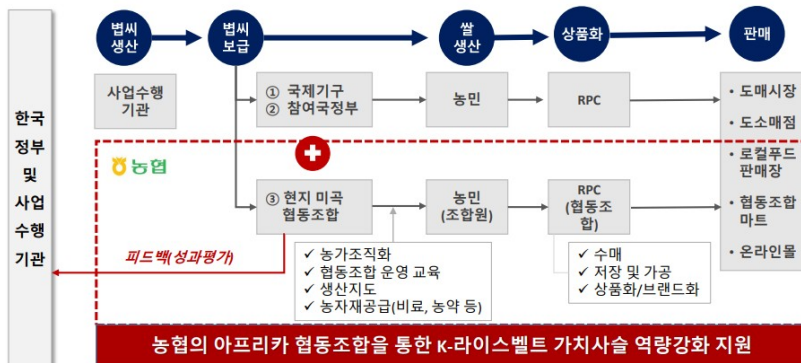 볍씨
생산
볍씨
보급
쌀
생산
상품화
판매
한국
정부
및
사업
수행
기관
사업수행
기관
① 국제기구
② 참여국정부
농민
RPC
• 도매시장
• 도소매점
• 로컬푸드
판매장
• 협동조합
마트
• 온라인몰
농협
③ 현지 미곡
협동조합
농민
(조합원)
RPC
(협동조
합)
피드백(성과평가)
✓ 농가조직화
✓ 협동조합 운영 교육
✓ 생산지도
✓ 농자재공급(비료, 농약 등)
✓ 수매
✓ 저장 및 가공
✓ 상품화/브랜드화
농협의 아프리카 협동조합을 통한 K-라이스벨트 가치사슬 역량강화 지원